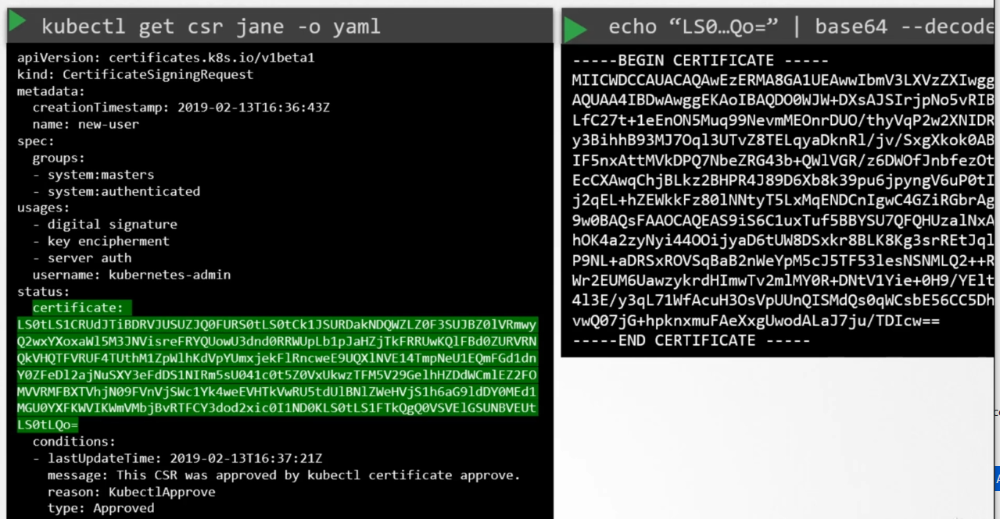 kubectl get csr jane -o yaml
apiVersion: certificates.k8s.io/v1beta1
kind: CertificateSigningRequest
metadata:
  creationTimestamp: 2019-02-13T16:36:43Z
  name: new-user
spec:
  groups:
  - system:masters
  - system:authenticated
usages:
  - digital signature
  - key encipherment
  - server auth
  username: kubernetes-admin
status:
  certificate:
LS0tLS1CRUdJTiBDRVJUSUZJQ0FURS0tLS0tCk1JSURDakNDQWZLZ0F3SUJBZ0lVRmwy
Q2wxYXoxaWl5M3JNVisreFRYQUowU3dnd0RRWUpLb1pJaHZjTkFRRUwKQlFBd0ZURVRN
QkVHQTFVRUF4TUthM1ZpWlhKdVpYUmxjekFlRncweE9UQXlNVE14TmpNeU1EQmFGd1dn
Y0ZFeDl2ajNuSXY3eFdDS1NIRm5sU041c0t5Z0VxUkwzTFM5V29GelhHZDdWCmlEZ2FO
MVVRMFBXTVhjN09FVnVjSWc1Yk4weEVHTkVwRU5tdUlBNlZWeHVjS1h6aG9ldDY0MEd1
MGU0YXFKWVIKWmVMbjBvRTFCY3dod2xic0I1ND0KLS0tLS1FTkQgQ0VSVElGSUNBVEUt
LS0tLQo=
  conditions:
  - lastUpdateTime: 2019-02-13T16:37:21Z
    message: This CSR was approved by kubectl certificate approve.
    reason: KubectlApprove
    type: Approved
echo “LS0…Qo=” | base64 --decode
-----BEGIN CERTIFICATE -----
MIICWDCCAUACAQAwEzERMA8GA1UEAwwIbmV3LXVzZXIwgg
AQUAA4IBDwAwggEKAoIBAQDO0WJW+DXsAJSIrjpNo5vRIB
LfC27t+1eEnON5Muq99NevmMEOnrDUO/thyVqP2w2XNIDR
y3BihhB93MJ7Oql3UTvZ8TELqyaDknRl/jv/SxgXkok0AB
IF5nxAttMVkDPQ7NbeZRG43b+QWlVGR/z6DWOfJnbfezOt
EcCXAwqChjBLkz2BHPR4J89D6Xb8k39pu6jpyngV6uP0tI
j2qEL+hZEWkkFz80lNNtyT5LxMqENDCnIgwC4GZiRGbrAg
9w0BAQsFAAOCAQEAS9iS6C1uxTuf5BBYSU7QFQHUzalNxA
hOK4a2zyNyi44OOijyaD6tUW8DSxkr8BLK8Kg3srREtJql
P9NL+aDRSxROVSqBaB2nWeYpM5cJ5TF53lesNSNMLQ2++R
Wr2EUM6UawzykrdHImwTv2mlMY0R+DNtV1Yie+0H9/YElt
4l3E/y3qL71WfAcuH3OsVpUUnQISMdQs0qWCsbE56CC5Dh
vwQ07jG+hpknxmuFAeXxgUwodALaJ7ju/TDIcw==
-----END CERTIFICATE -----